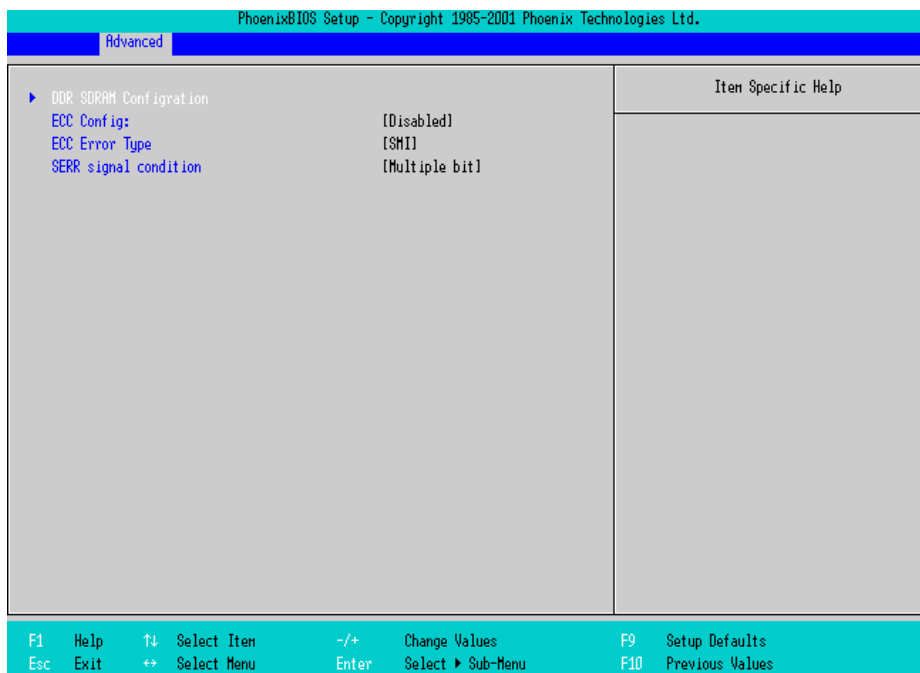 PhoenixBIOS Setup - Copyright 1985-2001 Phoenix Technologies Ltd.
Advanced
DDR SDRAM Configration
ECC Config: [Disabled]
ECC Error Type [SMI]
SERR signal condition [Multiple bit]
Item Specific Help
F1 Help ↑↓ Select Item -/+ Change Values F9 Setup Defaults
Esc Exit ↔ Select Menu Enter Select ▶ Sub-Menu F10 Previous Values